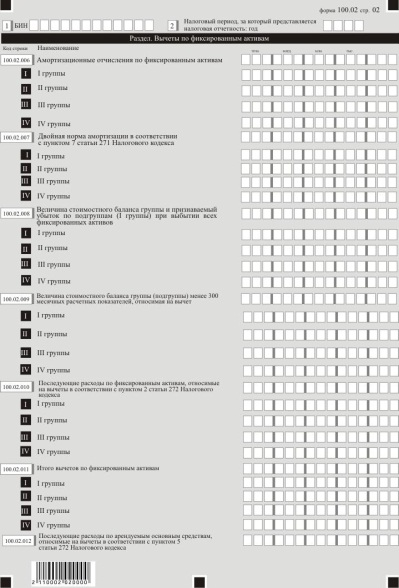 форма 100.02 стр. 02
1 БИН
2 Налоговый период, за который представляется
налоговая отчетность: год
Раздел. Вычеты по фиксированным активам
Код строки Наименование
100.02.006 Амортизационные отчисления по фиксированным активам
I I группы
II II группы
III III группы
IV IV группы
100.02.007 Двойная норма амортизации в соответствии
с пунктом 7 статьи 271 Налогового кодекса
I I группы
II II группы
III III группы
IV IV группы
100.02.008 Величина стоимостного баланса группы и признаваемый
убыток по подгруппам (I группы) при выбытии всех
фиксированных активов
I I группы
II II группы
III III группы
IV IV группы
100.02.009 Величина стоимостного баланса группы (подгруппы) менее 300
месячных расчетных показателей, относимая на вычет
I I группы
II II группы
III III группы
IV IV группы
100.02.010 Последующие расходы по фиксированным активам, относимые
на вычеты в соответствии с пунктом 2 статьи 272 Налогового
кодекса
I I группы
II II группы
III III группы
IV IV группы
100.02.011 Итого вычетов по фиксированным активам
I I группы
II II группы
III III группы
IV IV группы
100.02.012 Последующие расходы по арендуемым основным средствам,
относимые на вычеты в соответствии с пунктом 5
статьи 272 Налогового кодекса